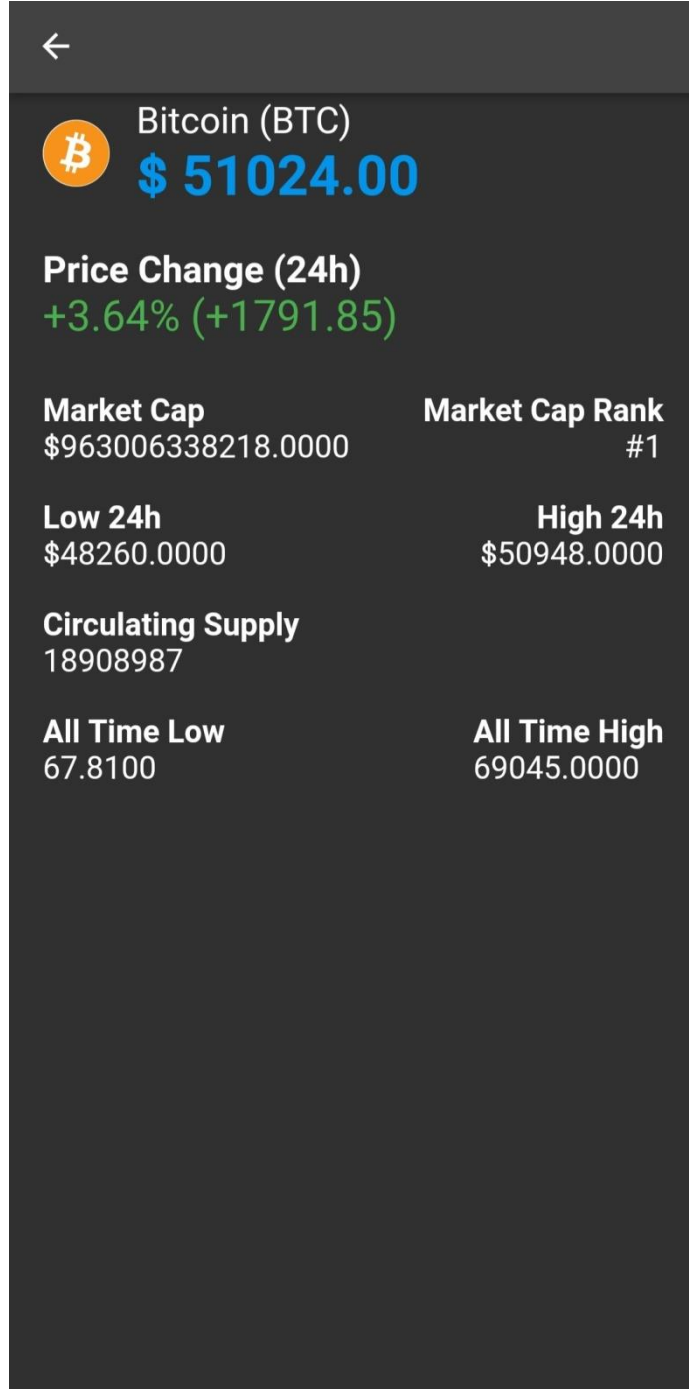 Bitcoin (BTC)
$ 51024.00
Price Change (24h)
+3.64% (+1791.85)
Market Cap Market Cap Rank
$963006338218.0000 #1
Low 24h High 24h
$48260.0000 $50948.0000
Circulating Supply
18908987
All Time Low All Time High
67.8100 69045.0000